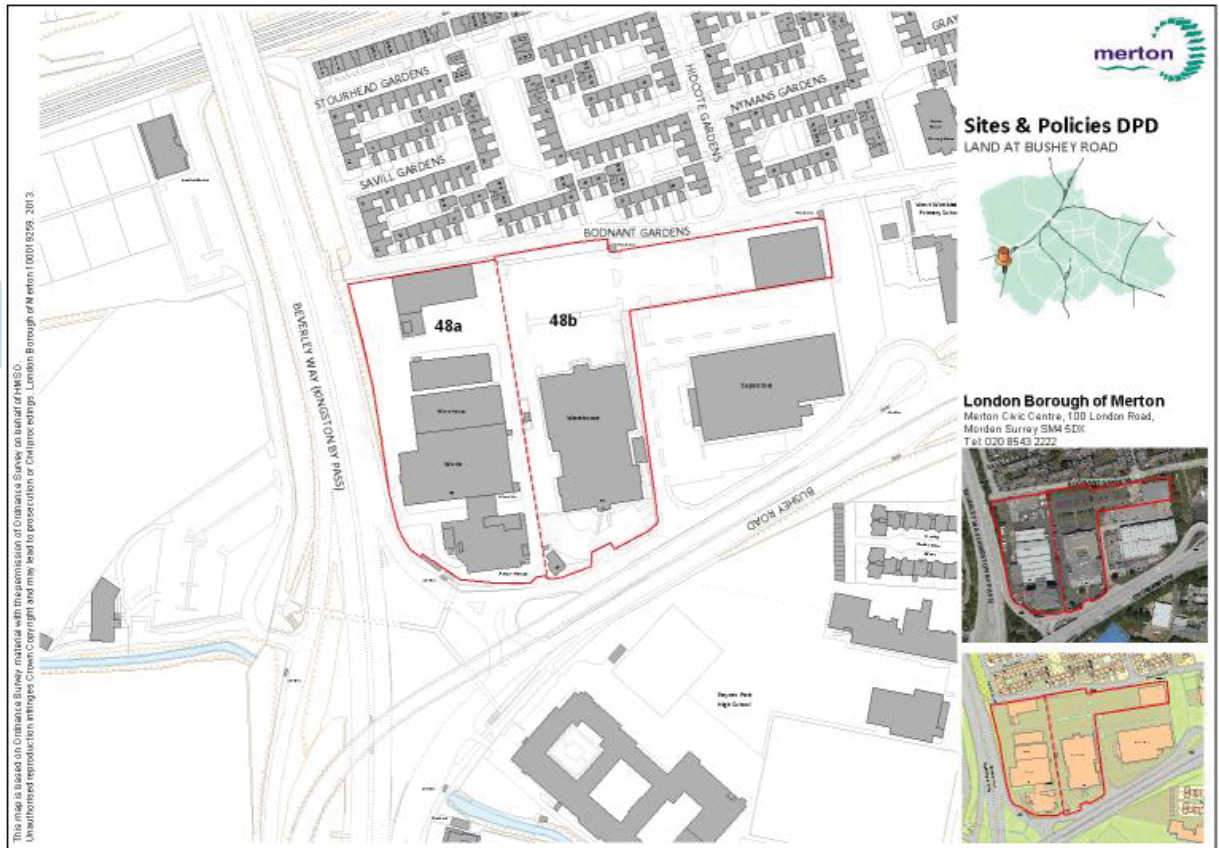 This map is based on Ordnance Survey material with the permission of Ordnance Survey on behalf of HMSO.
Unauthorised reproduction infringes Crown Copyright and may lead to prosecution or Civil proceedings. London Borough of Merton 100019259. 2013.
merton
Sites & Policies DPD
LAND AT BUSHEY ROAD
London Borough of Merton
Merton Civic Centre, 100 London Road,
Morden Surrey SM4 5DX
Tel: 020 8543 2222
STOURHEAD GARDENS
SAVILL GARDENS
HIDCOTE GARDENS
NYMANS GARDENS
GRAY
BODNANT GARDENS
Primary School
BEVERLEY WAY (KINGSTON BY PASS)
48a
48b
Warehouse
Works
Warehouse
Superstore
BUSHEY ROAD
Raynes Park
High School